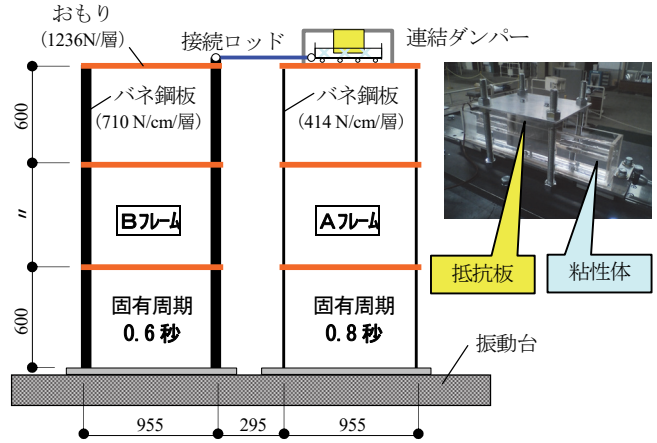 おもり
(1236N/層)
接続ロッド
連結ダンパー
バネ鋼板
(710 N/cm/層)
バネ鋼板
(414 N/cm/層)
600
〃
600
Bフレーム
Aフレーム
抵抗板
粘性体
固有周期
0.6秒
固有周期
0.8秒
振動台
955
295
955